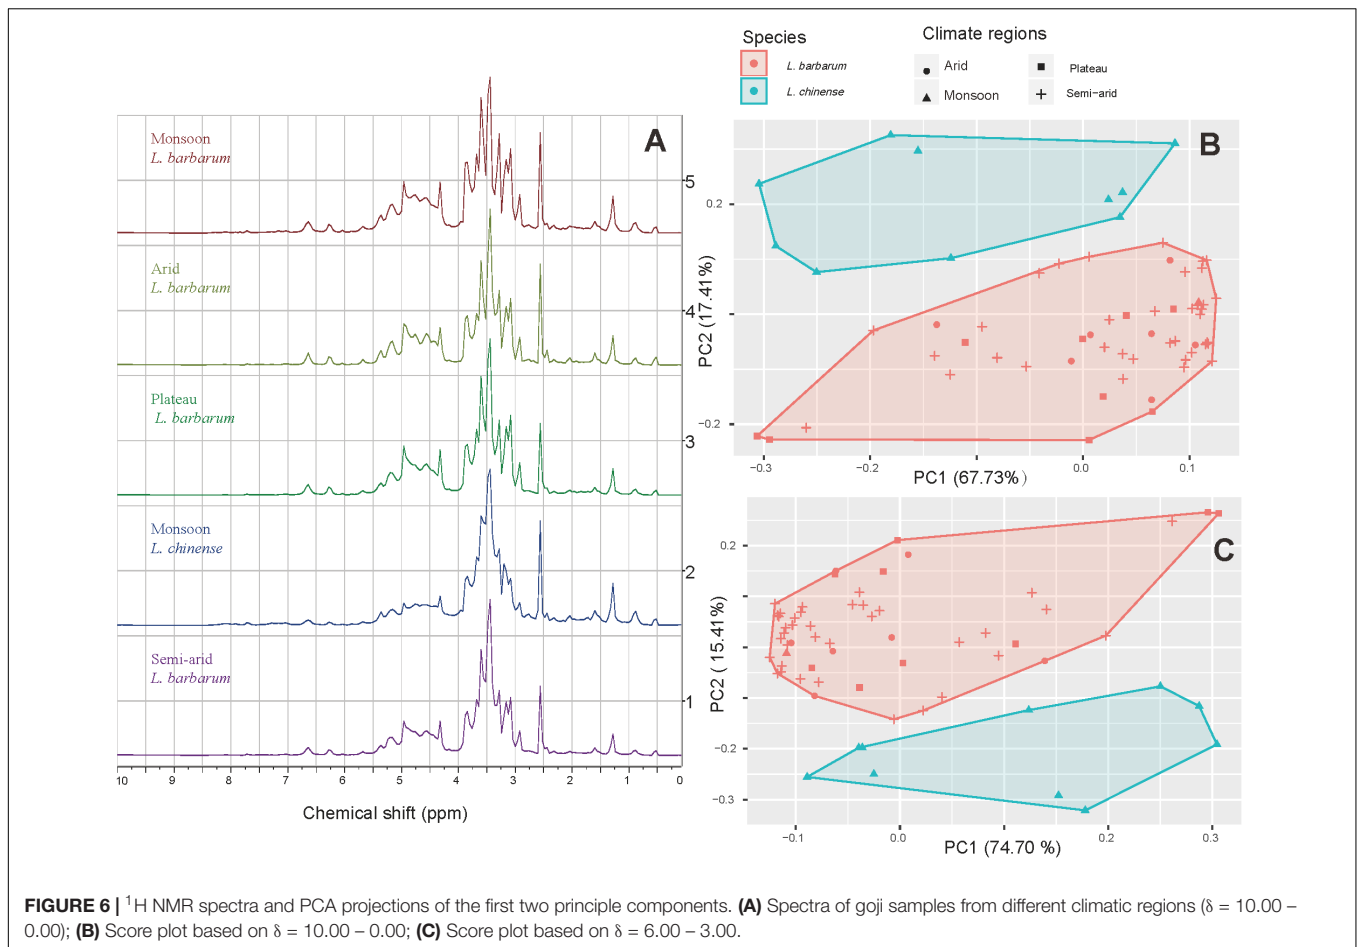 Species
L. barbarum
L. chinense
Climate regions
Arid
Plateau
Monsoon
Semi-arid
A
Monsoon
L. barbarum
Arid
L. barbarum
Plateau
L. barbarum
Monsoon
L. chinense
Semi-arid
L. barbarum
5
4
3
2
1
10 9 8 7 6 5 4 3 2 1 0
Chemical shift (ppm)
B
PC2 (17.41%)
0.2
−0.2
−0.3 −0.2 0.0 0.1
PC1 (67.73%)
C
PC2 (15.41%)
0.2
−0.2
−0.3
−0.1 0.0 0.2 0.3
PC1 (74.70 %)
FIGURE 6 | 1H NMR spectra and PCA projections of the first two principle components. (A) Spectra of goji samples from different climatic regions (δ = 10.00 –
0.00); (B) Score plot based on δ = 10.00 – 0.00; (C) Score plot based on δ = 6.00 – 3.00.